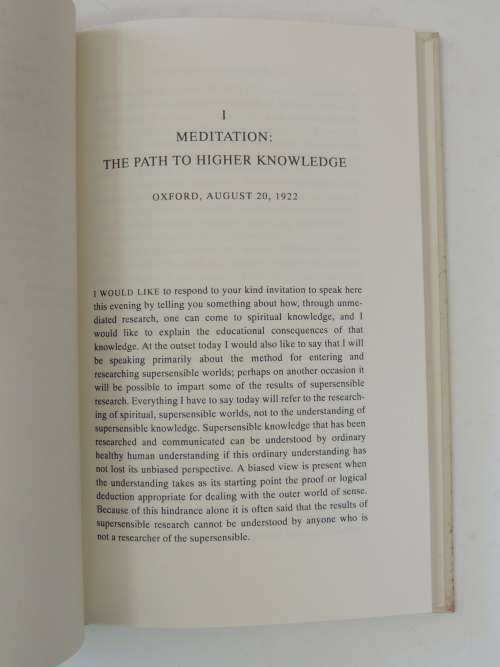 I
MEDITATION:
THE PATH TO HIGHER KNOWLEDGE
OXFORD, AUGUST 20, 1922
I WOULD LIKE to respond to your kind invitation to speak here
this evening by telling you something about how, through unme-
diated research, one can come to spiritual knowledge, and I
would like to explain the educational consequences of that
knowledge. At the outset today I would also like to say that I will
be speaking primarily about the method for entering and
researching supersensible worlds; perhaps on another occasion it
will be possible to impart some of the results of supersensible
research. Everything I have to say today will refer to the research-
ing of spiritual, supersensible worlds, not to the understanding of
supersensible knowledge. Supersensible knowledge that has been
researched and communicated can be understood by ordinary
healthy human understanding if this ordinary understanding has
not lost its unbiased perspective. A biased view is present when
the understanding takes as its starting point the proof or logical
deduction appropriate for dealing with the outer world of sense.
Because of this hindrance alone it is often said that the results of
supersensible research cannot be understood by anyone who is
not a researcher of the supersensible.